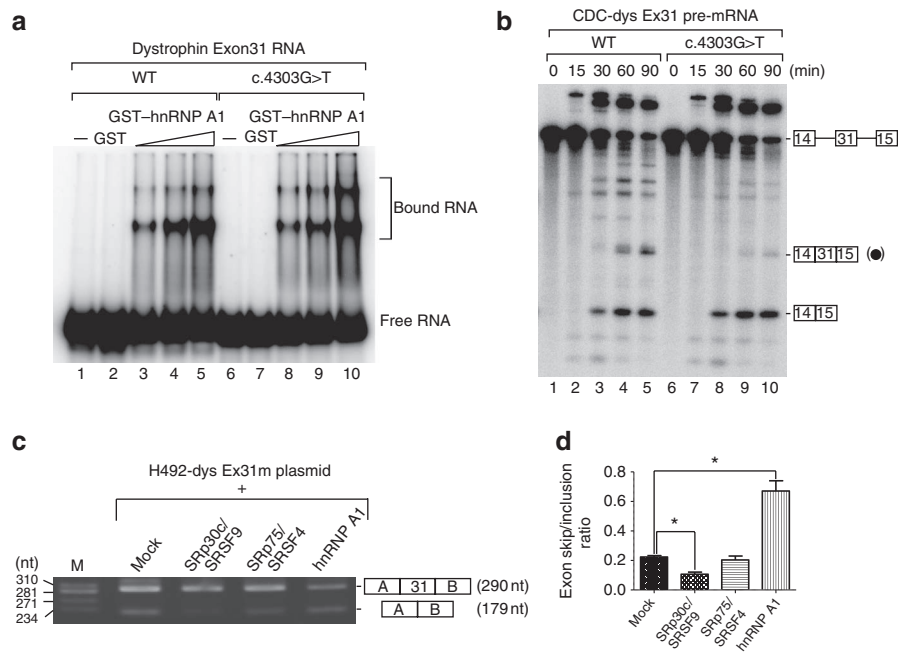 a
Dystrophin Exon31 RNA
WT
c.4303G>T
GST–hnRNP A1
GST–hnRNP A1
– GST
– GST
Bound RNA
Free RNA
1 2 3 4 5 6 7 8 9 10
b
CDC-dys Ex31 pre-mRNA
WT
c.4303G>T
0 15 30 60 90 0 15 30 60 90 (min)
14 31 15
14 31 15 (●)
14 15
1 2 3 4 5 6 7 8 9 10
c
H492-dys Ex31m plasmid
+
(nt)
M
Mock
SRp30c/
SRSF9
SRp75/
SRSF4
hnRNP A1
310
281
271
234
A 31 B (290 nt)
A B (179 nt)
d
Exon skip/inclusion
ratio
0.8
0.6
0.4
0.2
0.0
*
*
Mock
SRp30c/
SRSF9
SRp75/
SRSF4
hnRNP A1